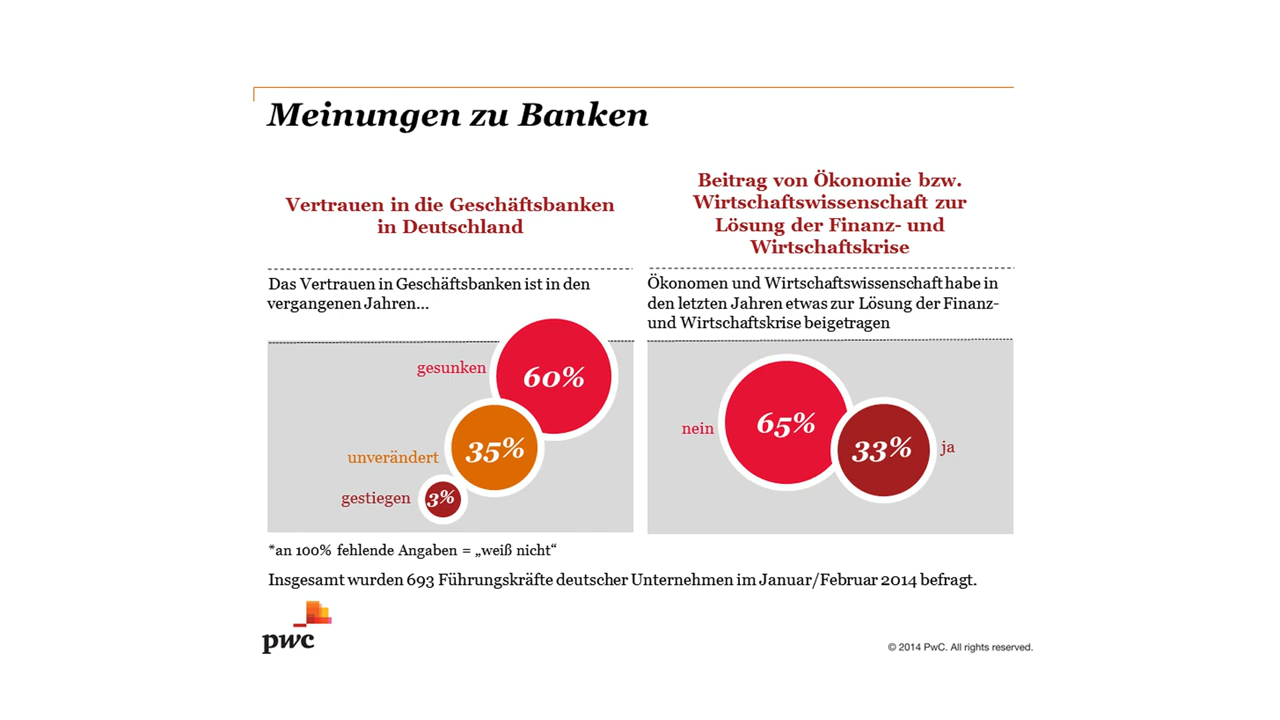 Meinungen zu Banken
Vertrauen in die Geschäftsbanken
in Deutschland
Das Vertrauen in Geschäftsbanken ist in den
vergangenen Jahren...
gesunken
60%
unverändert
35%
gestiegen
3%
Beitrag von Ökonomie bzw.
Wirtschaftswissenschaft zur
Lösung der Finanz- und
Wirtschaftskrise
Ökonomen und Wirtschaftswissenschaft habe in
den letzten Jahren etwas zur Lösung der Finanz-
und Wirtschaftskrise beigetragen
nein
65%
33%
ja
*an 100% fehlende Angaben = „weiß nicht“
Insgesamt wurden 693 Führungskräfte deutscher Unternehmen im Januar/Februar 2014 befragt.
pwc
© 2014 PwC. All rights reserved.